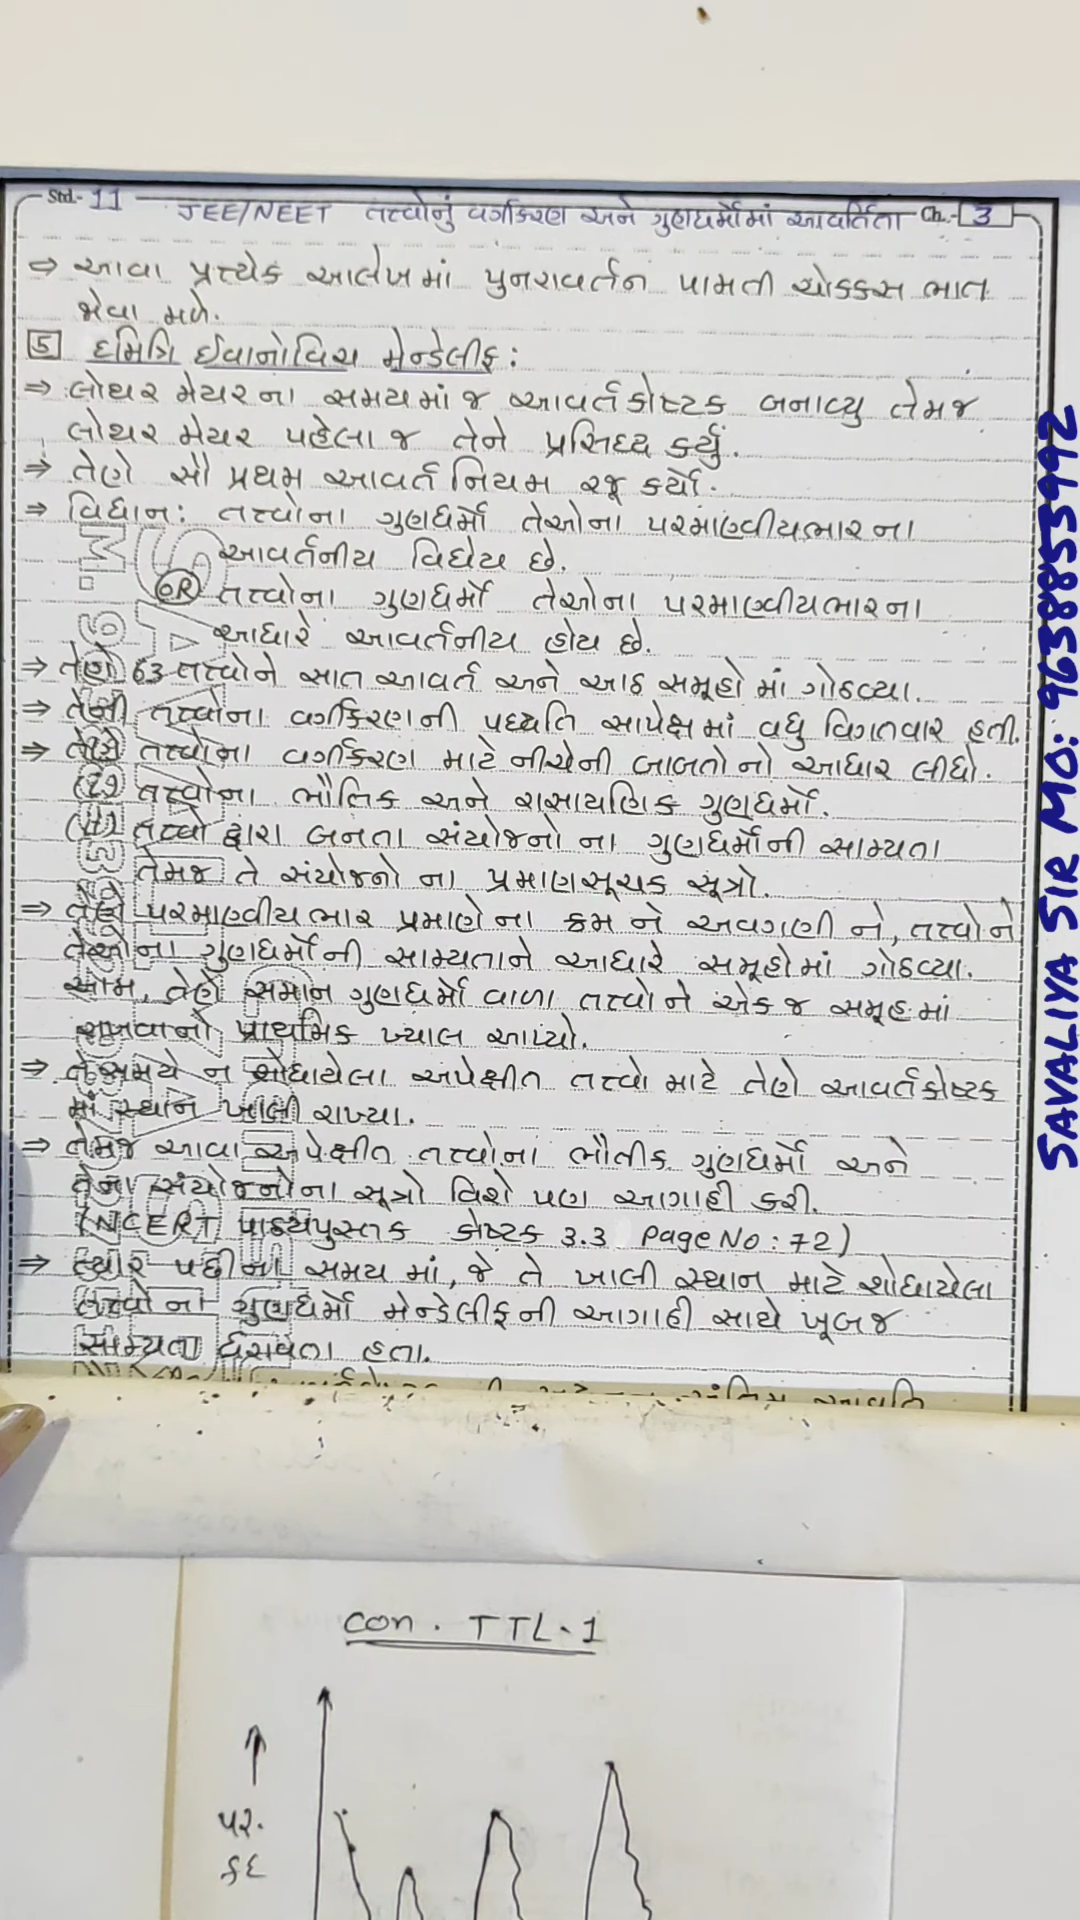 Std.- 11 JEE/NEET તત્ત્વોનું વર્ગીકરણ અને ગુણધર્મોમાં આવર્તિતા Ch.- 3
⇒ આવા પ્રત્યેક આલેખમાં પુનરાવર્તન પામતી ચોક્કસ ભાત
જોવા મળે.
5 દમિત્રિ ઈવાનોવિચ મેન્ડેલીફ :
⇒ લોથર મેયરના સમયમાં જ આવર્તકોષ્ટક બનાવ્યુ તેમજ
લોથર મેયર પહેલા જ તેને પ્રસિધ્ધ કર્યું.
⇒ તેણે સૌ પ્રથમ આવર્ત નિયમ રજૂ કર્યો.
⇒ વિધાન : તત્ત્વોના ગુણધર્મો તેઓના પરમાણ્વીયભારના
આવર્તનીય વિધેય છે.
OR તત્ત્વોના ગુણધર્મો તેઓના પરમાણ્વીયભારના
આધારે આવર્તનીય હોય છે.
⇒ તેણે 63 તત્ત્વોને સાત આવર્ત અને આઠ સમૂહો માં ગોઠવ્યા.
⇒ તેની તત્ત્વોના વર્ગીકરણની પધ્ધતિ સાપેક્ષમાં વધુ વિગતવાર હતી.
⇒ તેણે તત્ત્વોના વર્ગીકરણ માટે નીચેની બાબતો નો આધાર લીધો.
તત્ત્વોના ભૌતિક અને રાસાયણિક ગુણધર્મો.
તત્ત્વો દ્વારા બનતા સંયોજનો ના ગુણધર્મોની સામ્યતા
તેમજ તે સંયોજનો ના પ્રમાણસૂચક સૂત્રો.
⇒ તેણે પરમાણ્વીય ભાર પ્રમાણેના ક્રમ ને અવગણી ને, તત્ત્વોને
તેઓના ગુણધર્મોની સામ્યતાને આધારે સમૂહોમાં ગોઠવ્યા.
આમ, તેણે સમાન ગુણધર્મો વાળા તત્ત્વો ને એક જ સમૂહમાં
રાખવાનો પ્રાથમિક ખ્યાલ આપ્યો.
⇒ તે સમયે ન શોધાયેલા અપેક્ષીત તત્ત્વો માટે તેણે આવર્તકોષ્ટક
માં સ્થાન ખાલી રાખ્યા.
⇒ તેમજ આવા અપેક્ષીત તત્ત્વોના ભૌતીક ગુણધર્મો અને
તેના સંયોજનોના સૂત્રો વિશે પણ આગાહી કરી.
(NCERT પાઠ્યપુસ્તક કોષ્ટક 3.3 Page No : 72)
⇒ ત્યાર પછીના સમય માં, જે તે ખાલી સ્થાન માટે શોધાયેલા
તત્ત્વો ના ગુણધર્મો મેન્ડેલીફની આગાહી સાથે ખૂબજ
સામ્યતા ધરાવતા હતા.
SAVALIYA SIR MO: 9638853992
con. TTL-1
પર.
કદ